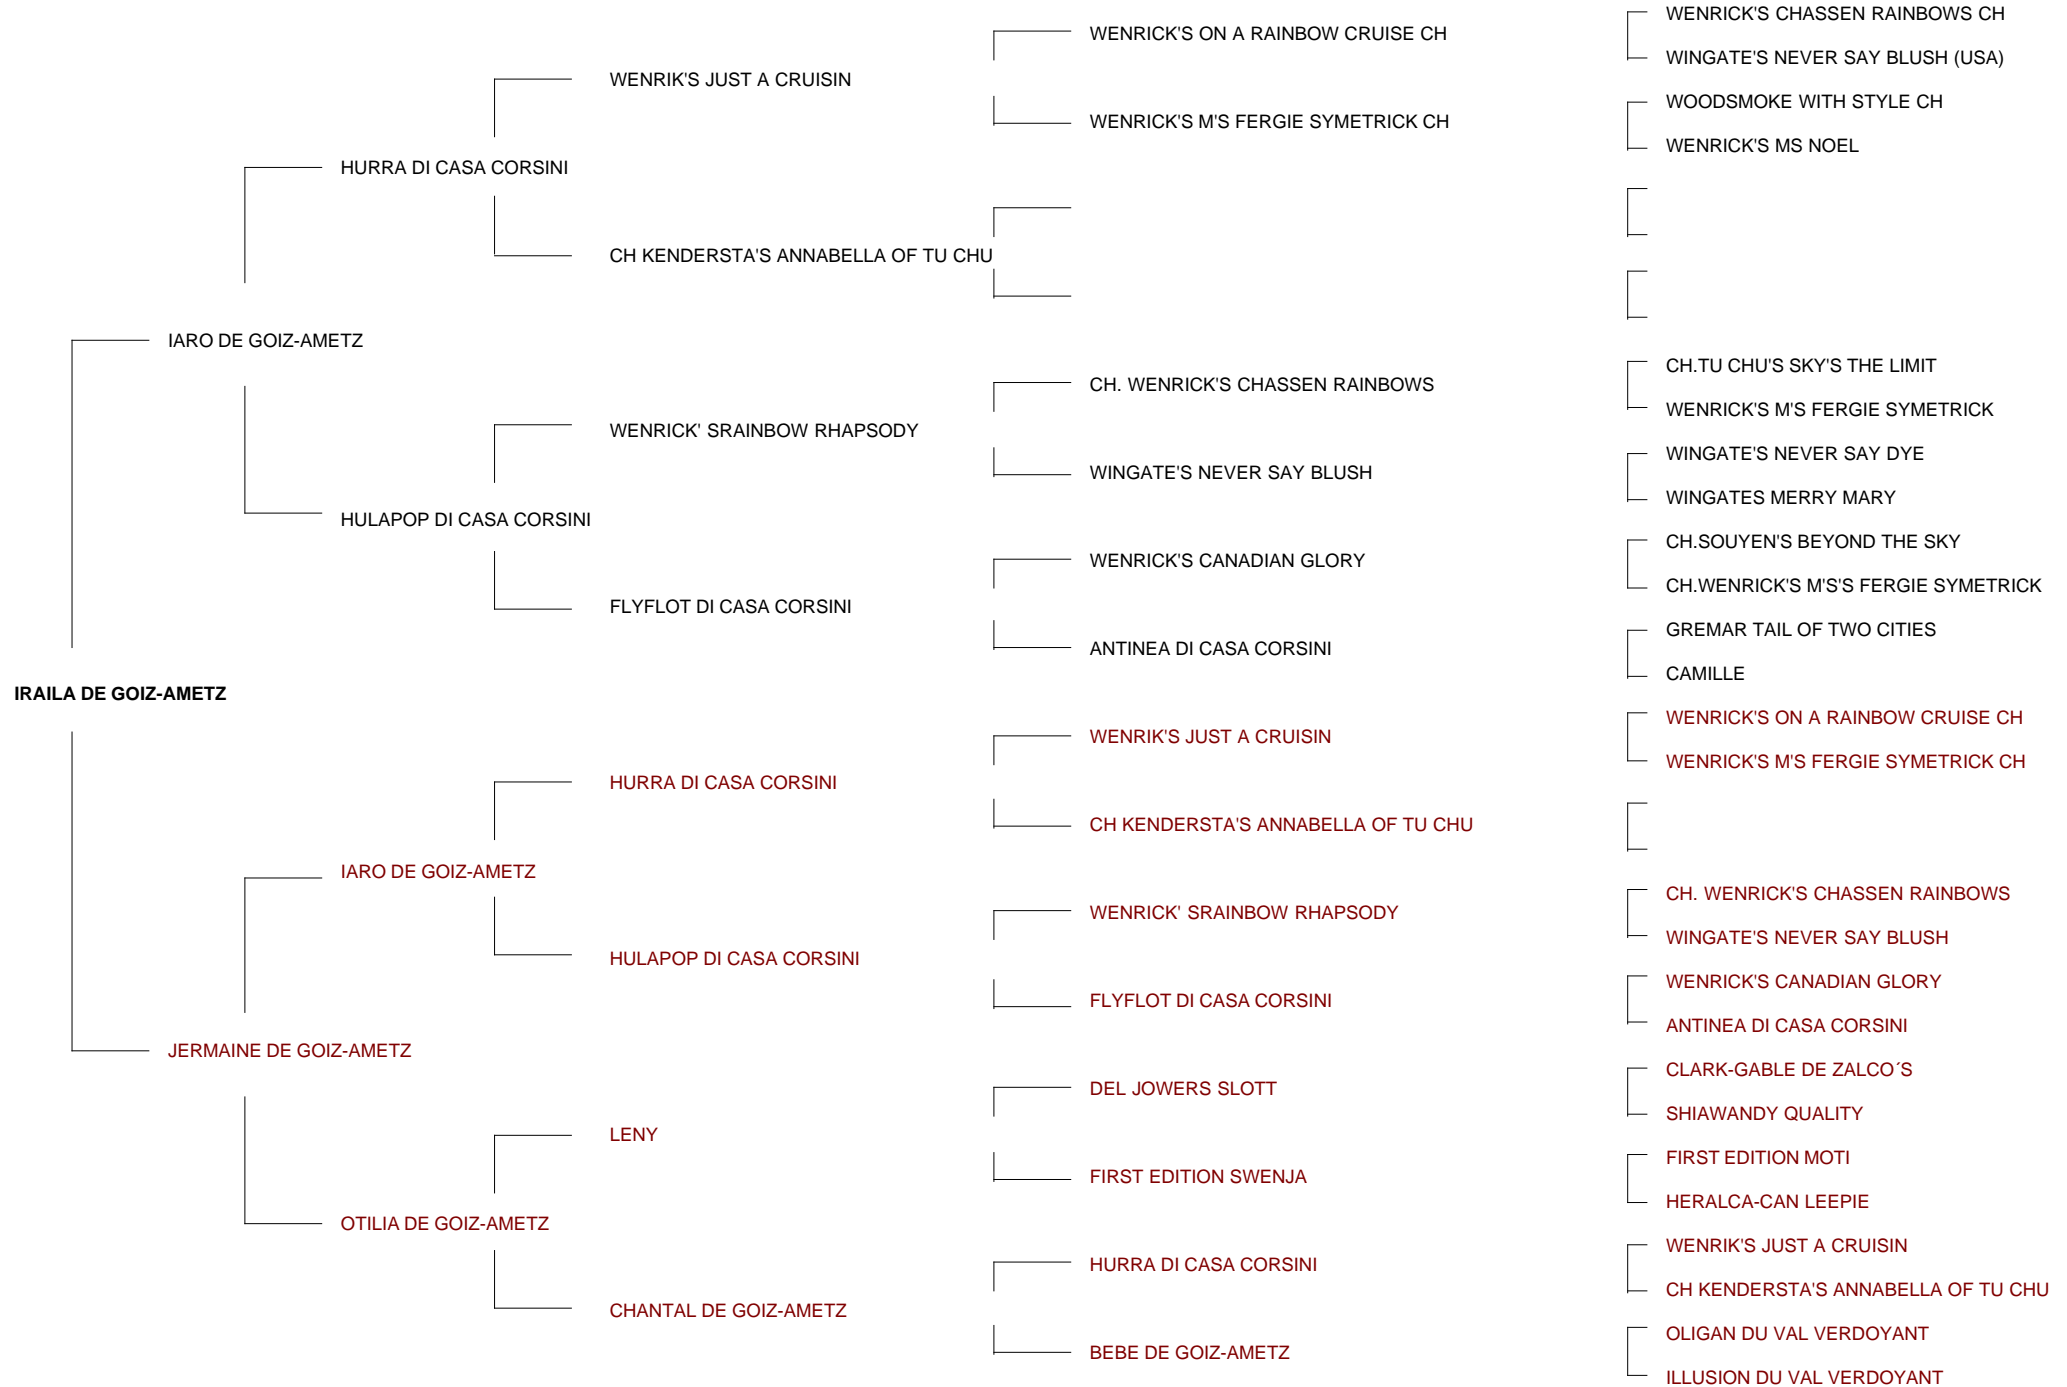 WENRICK'S CHASSEN RAINBOWS CH
WENRICK'S ON A RAINBOW CRUISE CH
WINGATE'S NEVER SAY BLUSH (USA)
WENRIK'S JUST A CRUISIN
WOODSMOKE WITH STYLE CH
WENRICK'S M'S FERGIE SYMETRICK CH
WENRICK'S MS NOEL
HURRA DI CASA CORSINI
CH KENDERSTA'S ANNABELLA OF TU CHU
IARO DE GOIZ-AMETZ
CH.TU CHU'S SKY'S THE LIMIT
CH. WENRICK'S CHASSEN RAINBOWS
WENRICK'S M'S FERGIE SYMETRICK
WENRICK' SRAINBOW RHAPSODY
WINGATE'S NEVER SAY DYE
WINGATE'S NEVER SAY BLUSH
WINGATES MERRY MARY
HULAPOP DI CASA CORSINI
CH.SOUYEN'S BEYOND THE SKY
WENRICK'S CANADIAN GLORY
CH.WENRICK'S M'S'S FERGIE SYMETRICK
FLYFLOT DI CASA CORSINI
GREMAR TAIL OF TWO CITIES
ANTINEA DI CASA CORSINI
CAMILLE
IRAILA DE GOIZ-AMETZ
WENRICK'S ON A RAINBOW CRUISE CH
WENRIK'S JUST A CRUISIN
WENRICK'S M'S FERGIE SYMETRICK CH
HURRA DI CASA CORSINI
CH KENDERSTA'S ANNABELLA OF TU CHU
IARO DE GOIZ-AMETZ
CH. WENRICK'S CHASSEN RAINBOWS
WENRICK' SRAINBOW RHAPSODY
WINGATE'S NEVER SAY BLUSH
HULAPOP DI CASA CORSINI
WENRICK'S CANADIAN GLORY
FLYFLOT DI CASA CORSINI
ANTINEA DI CASA CORSINI
JERMAINE DE GOIZ-AMETZ
CLARK-GABLE DE ZALCO´S
DEL JOWERS SLOTT
SHIAWANDY QUALITY
LENY
FIRST EDITION MOTI
FIRST EDITION SWENJA
HERALCA-CAN LEEPIE
OTILIA DE GOIZ-AMETZ
WENRIK'S JUST A CRUISIN
HURRA DI CASA CORSINI
CH KENDERSTA'S ANNABELLA OF TU CHU
CHANTAL DE GOIZ-AMETZ
OLIGAN DU VAL VERDOYANT
BEBE DE GOIZ-AMETZ
ILLUSION DU VAL VERDOYANT